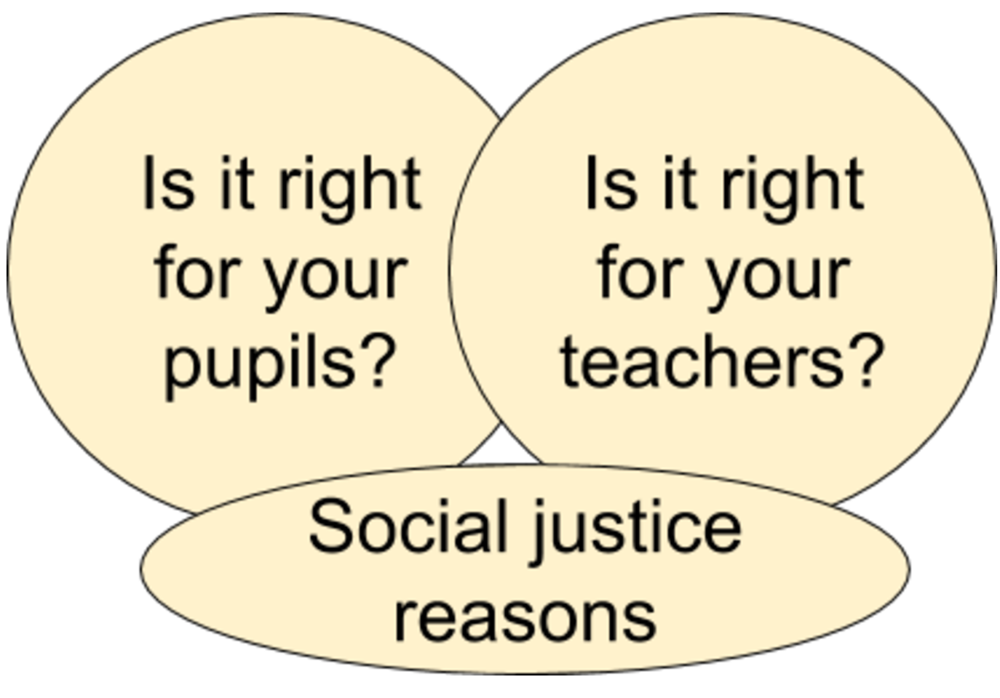 Is it right
for your
pupils?
Is it right
for your
teachers?
Social justice
reasons